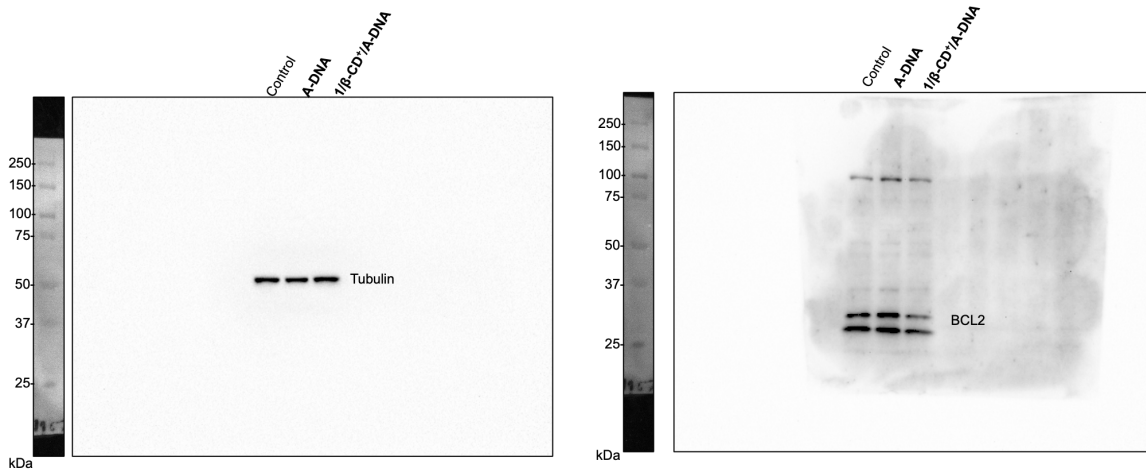 Control
A-DNA
1/β-CD⁺/A-DNA
250-
150-
100-
75-
50-
37-
25-
kDa
Tubulin
Control
A-DNA
1/β-CD⁺/A-DNA
250-
150-
100-
75-
50-
37-
25-
kDa
BCL2